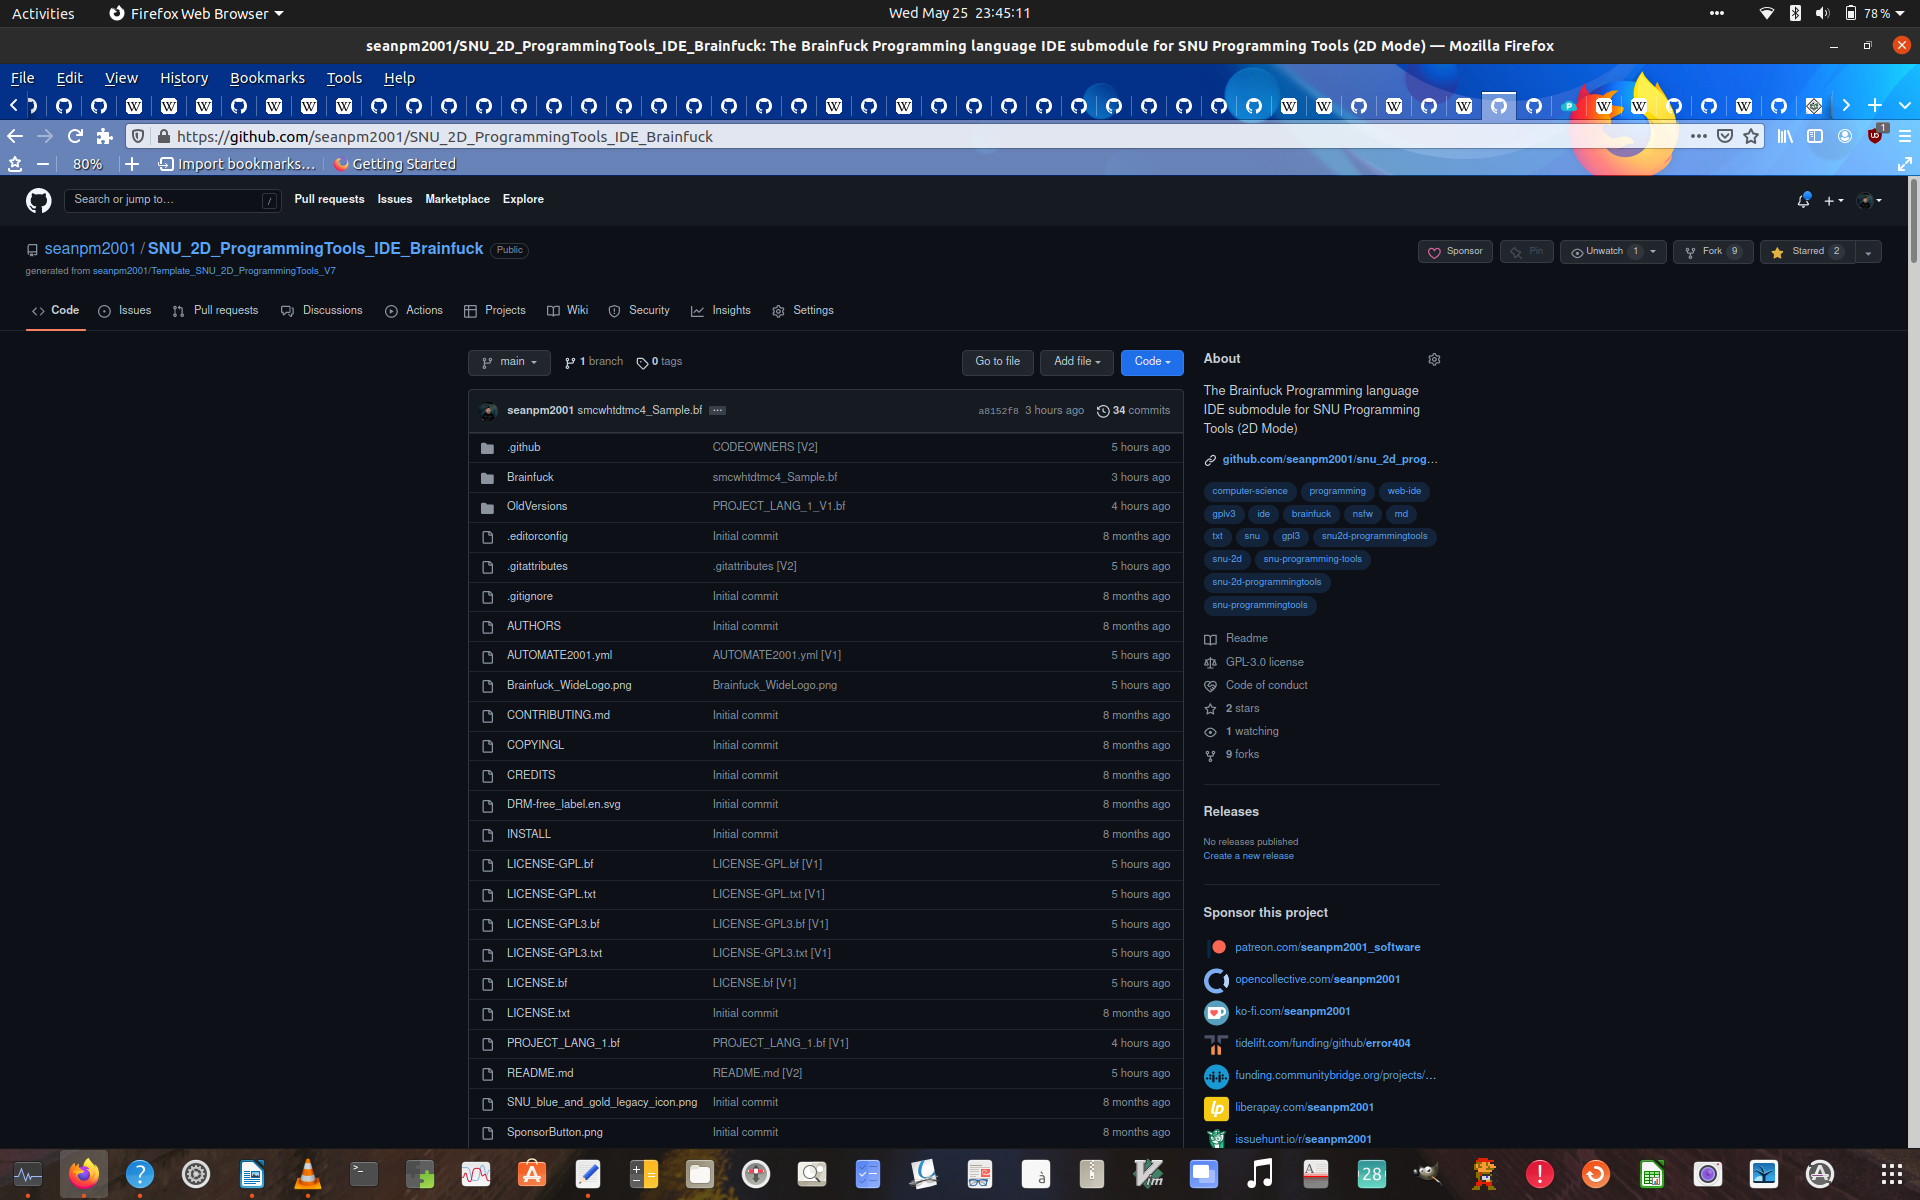 Activities Firefox Web Browser Wed May 25 23:45:11 78 %
seanpm2001/SNU_2D_ProgrammingTools_IDE_Brainfuck: The Brainfuck Programming language IDE submodule for SNU Programming Tools (2D Mode) — Mozilla Firefox
File Edit View History Bookmarks Tools Help
https://github.com/seanpm2001/SNU_2D_ProgrammingTools_IDE_Brainfuck
80% Import bookmarks... Getting Started
Search or jump to... / Pull requests Issues Marketplace Explore
seanpm2001 / SNU_2D_ProgrammingTools_IDE_Brainfuck Public
Sponsor Pin Unwatch 1 Fork 9 Starred 2
generated from seanpm2001/Template_SNU_2D_ProgrammingTools_V7
Code Issues Pull requests Discussions Actions Projects Wiki Security Insights Settings
main 1 branch 0 tags Go to file Add file Code
seanpm2001 smcwhtdtmc4_Sample.bf ... a8152f8 3 hours ago 34 commits
.github CODEOWNERS [V2] 5 hours ago
Brainfuck smcwhtdtmc4_Sample.bf 3 hours ago
OldVersions PROJECT_LANG_1_V1.bf 4 hours ago
.editorconfig Initial commit 8 months ago
.gitattributes .gitattributes [V2] 5 hours ago
.gitignore Initial commit 8 months ago
AUTHORS Initial commit 8 months ago
AUTOMATE2001.yml AUTOMATE2001.yml [V1] 5 hours ago
Brainfuck_WideLogo.png Brainfuck_WideLogo.png 5 hours ago
CONTRIBUTING.md Initial commit 8 months ago
COPYINGL Initial commit 8 months ago
CREDITS Initial commit 8 months ago
DRM-free_label.en.svg Initial commit 8 months ago
INSTALL Initial commit 8 months ago
LICENSE-GPL.bf LICENSE-GPL.bf [V1] 5 hours ago
LICENSE-GPL.txt LICENSE-GPL.txt [V1] 5 hours ago
LICENSE-GPL3.bf LICENSE-GPL3.bf [V1] 5 hours ago
LICENSE-GPL3.txt LICENSE-GPL3.txt [V1] 5 hours ago
LICENSE.bf LICENSE.bf [V1] 5 hours ago
LICENSE.txt Initial commit 8 months ago
PROJECT_LANG_1.bf PROJECT_LANG_1.bf [V1] 4 hours ago
README.md README.md [V2] 5 hours ago
SNU_blue_and_gold_legacy_icon.png Initial commit 8 months ago
SponsorButton.png Initial commit 8 months ago
About
The Brainfuck Programming language
IDE submodule for SNU Programming
Tools (2D Mode)
github.com/seanpm2001/snu_2d_prog...
computer-science programming web-ide
gplv3 ide brainfuck nsfw md
txt snu gpl3 snu2d-programmingtools
snu-2d snu-programming-tools
snu-2d-programmingtools
snu-programmingtools
Readme
GPL-3.0 license
Code of conduct
2 stars
1 watching
9 forks
Releases
No releases published
Create a new release
Sponsor this project
patreon.com/seanpm2001_software
opencollective.com/seanpm2001
ko-fi.com/seanpm2001
tidelift.com/funding/github/error404
funding.communitybridge.org/projects/...
liberapay.com/seanpm2001
issuehunt.io/r/seanpm2001
28